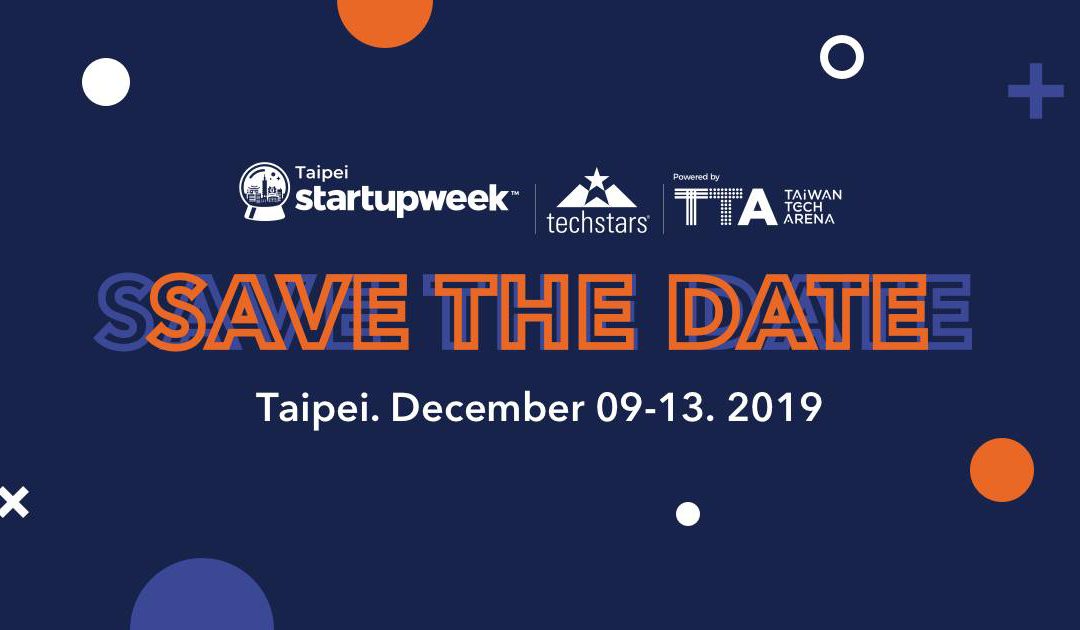 Taipei
startupweek™
techstars®
Powered by
TTA
TAiWAN
TECH
ARENA
SAVE THE DATE
Taipei. December 09-13. 2019